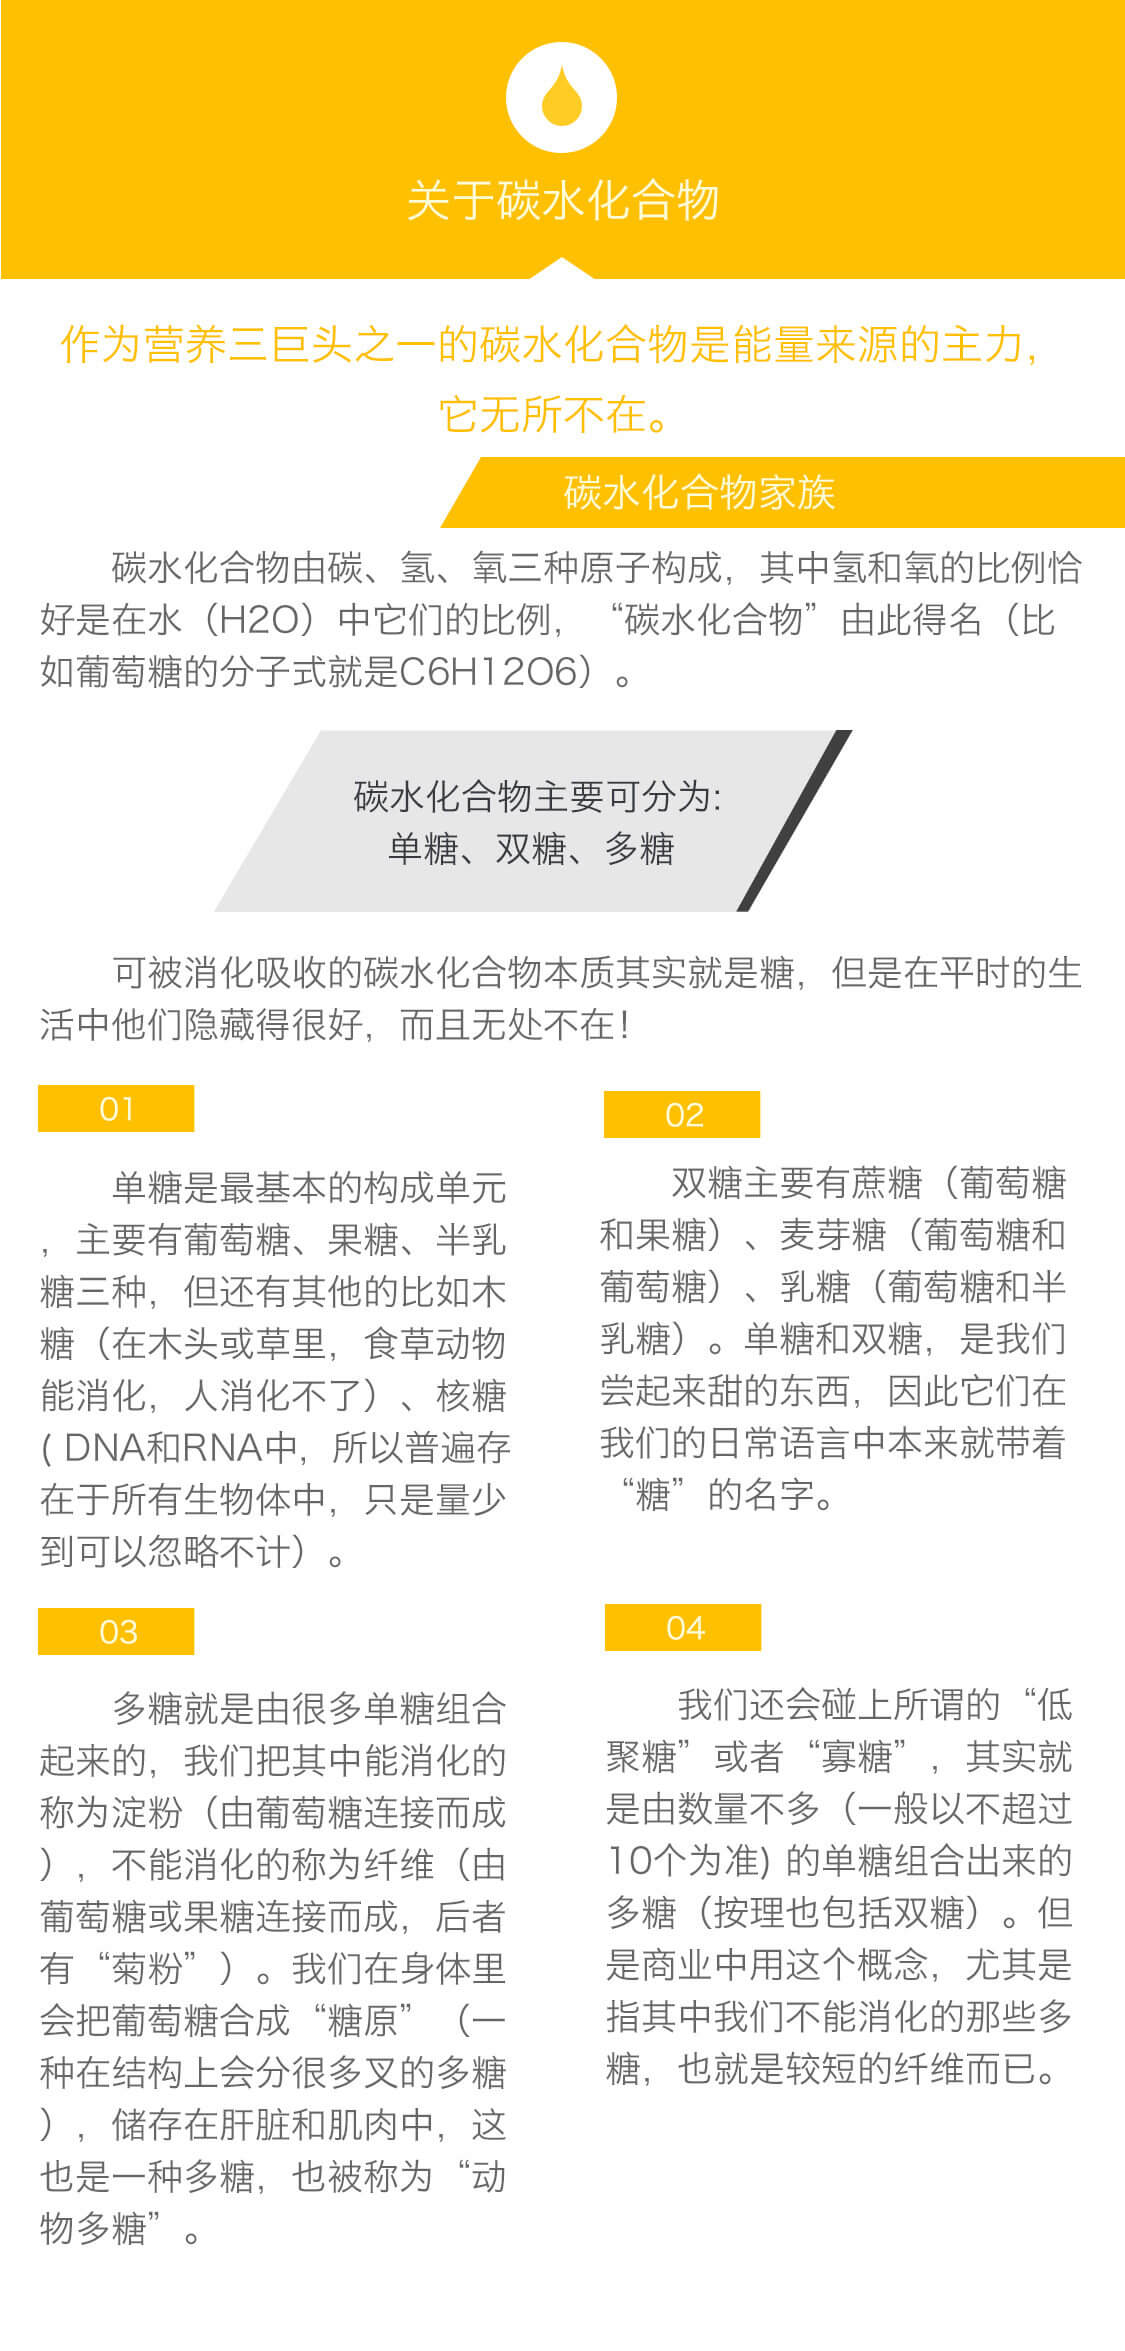 关于碳水化合物
作为营养三巨头之一的碳水化合物是能量来源的主力，
它无所不在。
碳水化合物家族
碳水化合物由碳、氢、氧三种原子构成，其中氢和氧的比例恰
好是在水（H2O）中它们的比例，“碳水化合物”由此得名（比
如葡萄糖的分子式就是C6H12O6）。
碳水化合物主要可分为:
单糖、双糖、多糖
可被消化吸收的碳水化合物本质其实就是糖，但是在平时的生
活中他们隐藏得很好，而且无处不在！
01
单糖是最基本的构成单元
，主要有葡萄糖、果糖、半乳
糖三种，但还有其他的比如木
糖（在木头或草里，食草动物
能消化，人消化不了）、核糖
( DNA和RNA中，所以普遍存
在于所有生物体中，只是量少
到可以忽略不计）。
02
双糖主要有蔗糖（葡萄糖
和果糖）、麦芽糖（葡萄糖和
葡萄糖）、乳糖（葡萄糖和半
乳糖）。单糖和双糖，是我们
尝起来甜的东西，因此它们在
我们的日常语言中本来就带着
“糖”的名字。
03
多糖就是由很多单糖组合
起来的，我们把其中能消化的
称为淀粉（由葡萄糖连接而成
），不能消化的称为纤维（由
葡萄糖或果糖连接而成，后者
有“菊粉”）。我们在身体里
会把葡萄糖合成“糖原”（一
种在结构上会分很多叉的多糖
），储存在肝脏和肌肉中，这
也是一种多糖，也被称为“动
物多糖”。
04
我们还会碰上所谓的“低
聚糖”或者“寡糖”，其实就
是由数量不多（一般以不超过
10个为准) 的单糖组合出来的
多糖（按理也包括双糖）。但
是商业中用这个概念，尤其是
指其中我们不能消化的那些多
糖，也就是较短的纤维而已。